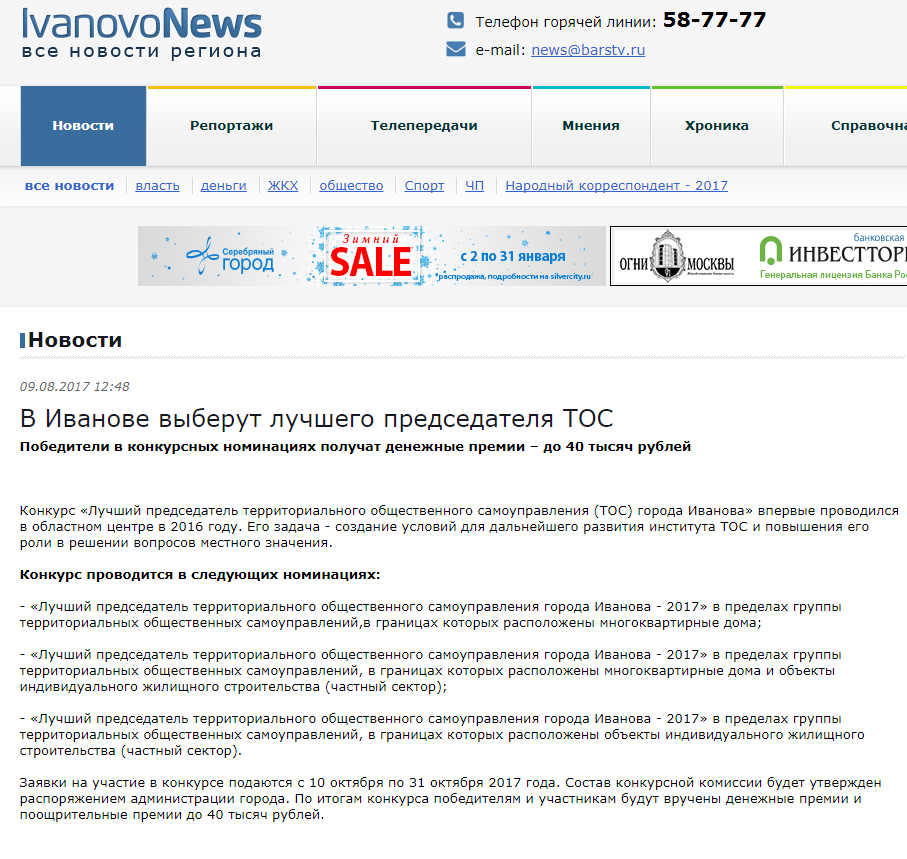 IvanovoNews
все новости региона
Телефон горячей линии: 58-77-77
e-mail: news@barstv.ru
Новости
Репортажи
Телепередачи
Мнения
Хроника
Справочна
все новости
власть
деньги
ЖКХ
общество
Спорт
ЧП
Народный корреспондент - 2017
Серебряный
город
Зимний
SALE
с 2 по 31 января
*распродажа, подробности на silvercity.ru
ОГНИ МОСКВЫ
банковская
ИНВЕСТТОР
Генеральная лицензия Банка Рос
Новости
09.08.2017 12:48
В Иванове выберут лучшего председателя ТОС
Победители в конкурсных номинациях получат денежные премии – до 40 тысяч рублей
Конкурс «Лучший председатель территориального общественного самоуправления (ТОС) города Иванова» впервые проводился
в областном центре в 2016 году. Его задача - создание условий для дальнейшего развития института ТОС и повышения его
роли в решении вопросов местного значения.
Конкурс проводится в следующих номинациях:
- «Лучший председатель территориального общественного самоуправления города Иванова - 2017» в пределах группы
территориальных общественных самоуправлений,в границах которых расположены многоквартирные дома;
- «Лучший председатель территориального общественного самоуправления города Иванова - 2017» в пределах группы
территориальных общественных самоуправлений, в границах которых расположены многоквартирные дома и объекты
индивидуального жилищного строительства (частный сектор);
- «Лучший председатель территориального общественного самоуправления города Иванова - 2017» в пределах группы
территориальных общественных самоуправлений, в границах которых расположены объекты индивидуального жилищного
строительства (частный сектор).
Заявки на участие в конкурсе подаются с 10 октября по 31 октября 2017 года. Состав конкурсной комиссии будет утвержден
распоряжением администрации города. По итогам конкурса победителям и участникам будут вручены денежные премии и
поощрительные премии до 40 тысяч рублей.